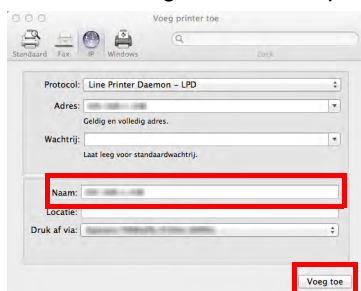 Voeg printer toe
Standaard Fax IP Windows Zoek
Protocol: Line Printer Daemon – LPD
Adres:
Geldig en volledig adres.
Wachtrij:
Laat leeg voor standaardwachtrij.
Naam:
Locatie:
Druk af via:
Voeg toe